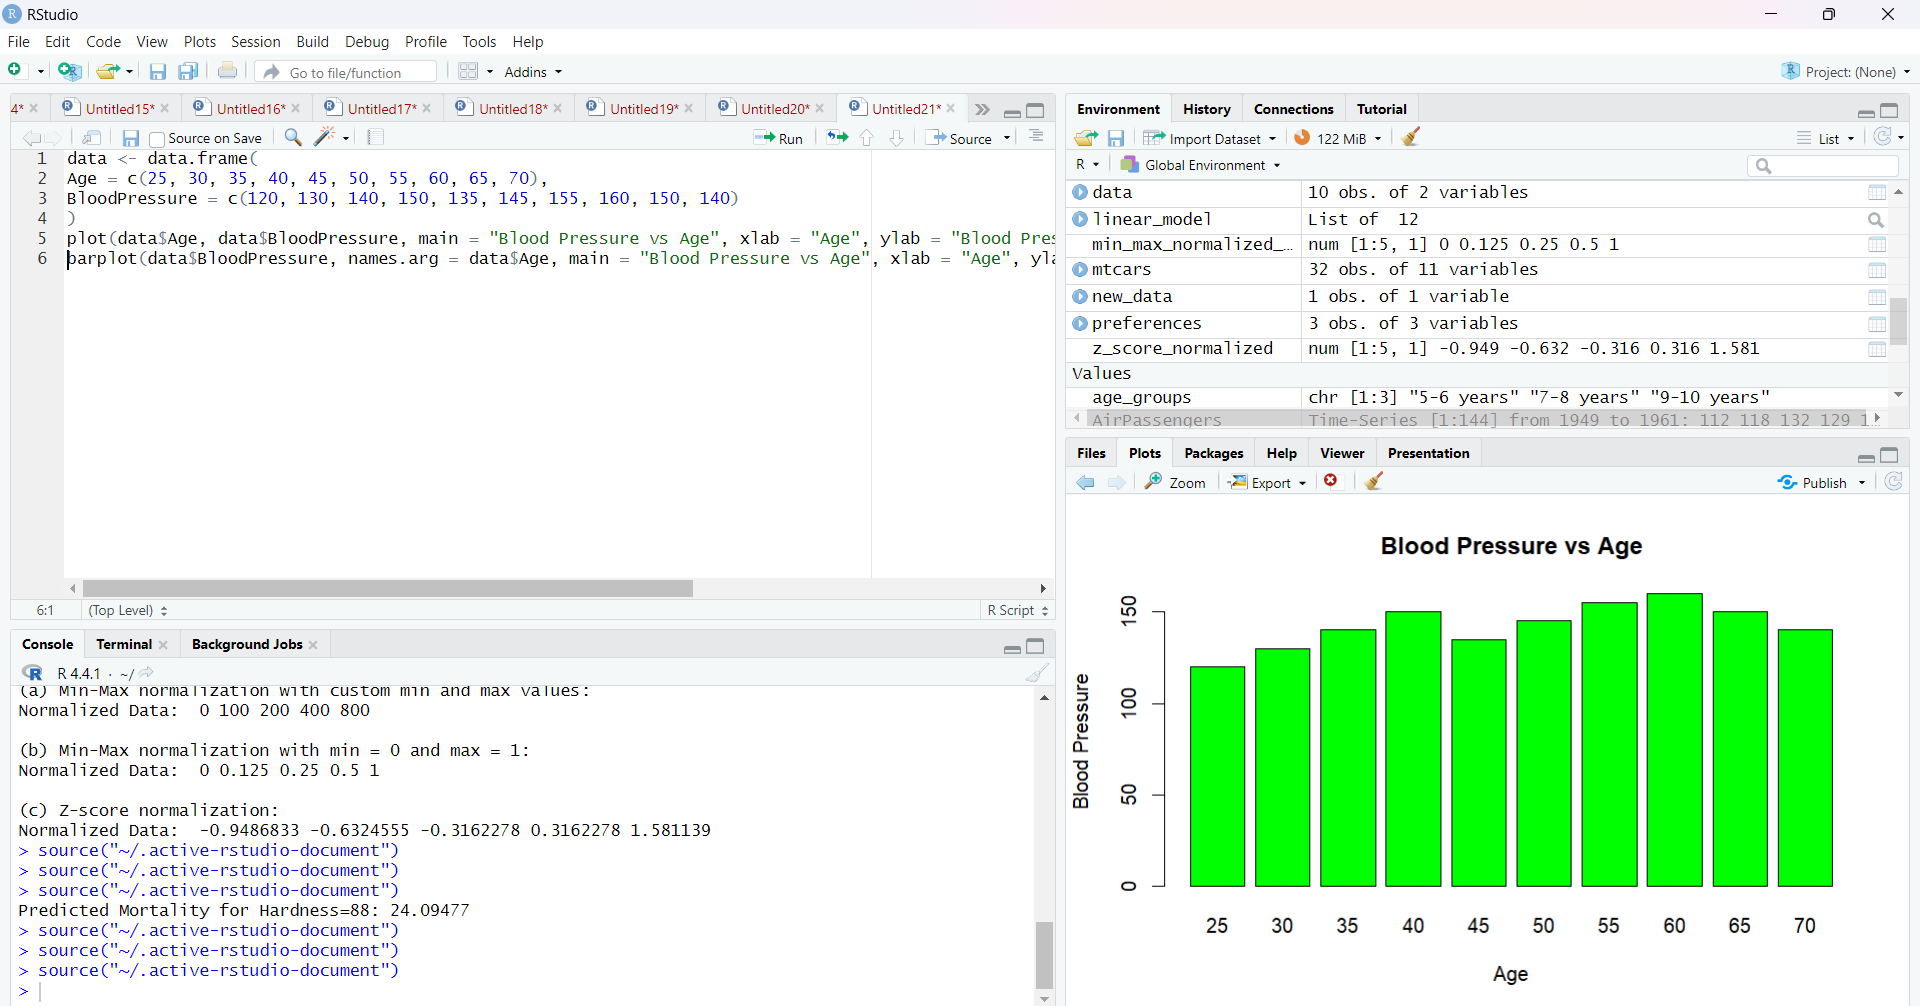 RStudio
File Edit Code View Plots Session Build Debug Profile Tools Help
Go to file/function Addins Project: (None)
4* Untitled15* Untitled16* Untitled17* Untitled18* Untitled19* Untitled20* Untitled21*
Source on Save Run Source
1 data <- data.frame(
2 Age = c(25, 30, 35, 40, 45, 50, 55, 60, 65, 70),
3 BloodPressure = c(120, 130, 140, 150, 135, 145, 155, 160, 150, 140)
4 )
5 plot(data$Age, data$BloodPressure, main = "Blood Pressure vs Age", xlab = "Age", ylab = "Blood Pres
6 barplot(data$BloodPressure, names.arg = data$Age, main = "Blood Pressure vs Age", xlab = "Age", yla
6:1 (Top Level) R Script
Console Terminal Background Jobs
R R 4.4.1 · ~/
(a) Min-Max normalization with custom min and max values:
Normalized Data:  0 100 200 400 800
(b) Min-Max normalization with min = 0 and max = 1:
Normalized Data:  0 0.125 0.25 0.5 1
(c) Z-score normalization:
Normalized Data:  -0.9486833 -0.6324555 -0.3162278 0.3162278 1.581139
> source("~/.active-rstudio-document")
> source("~/.active-rstudio-document")
> source("~/.active-rstudio-document")
Predicted Mortality for Hardness=88: 24.09477
> source("~/.active-rstudio-document")
> source("~/.active-rstudio-document")
> source("~/.active-rstudio-document")
>
Environment History Connections Tutorial
Import Dataset 122 MiB List
R Global Environment
data 10 obs. of 2 variables
linear_model List of 12
min_max_normalized_... num [1:5, 1] 0 0.125 0.25 0.5 1
mtcars 32 obs. of 11 variables
new_data 1 obs. of 1 variable
preferences 3 obs. of 3 variables
z_score_normalized num [1:5, 1] -0.949 -0.632 -0.316 0.316 1.581
Values
age_groups chr [1:3] "5-6 years" "7-8 years" "9-10 years"
AirPassengers Time-Series [1:144] from 1949 to 1961: 112 118 132 129 1…
Files Plots Packages Help Viewer Presentation
Zoom Export Publish
Blood Pressure vs Age
Blood Pressure
150
100
50
0
25 30 35 40 45 50 55 60 65 70
Age